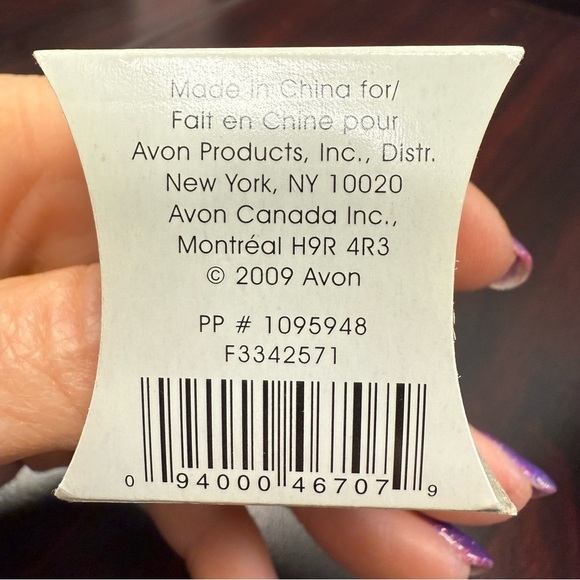 Made in China for/
Fait en Chine pour
Avon Products, Inc., Distr.
New York, NY 10020
Avon Canada Inc.,
Montréal H9R 4R3
© 2009 Avon
PP # 1095948
F3342571
0 94000 46707 9